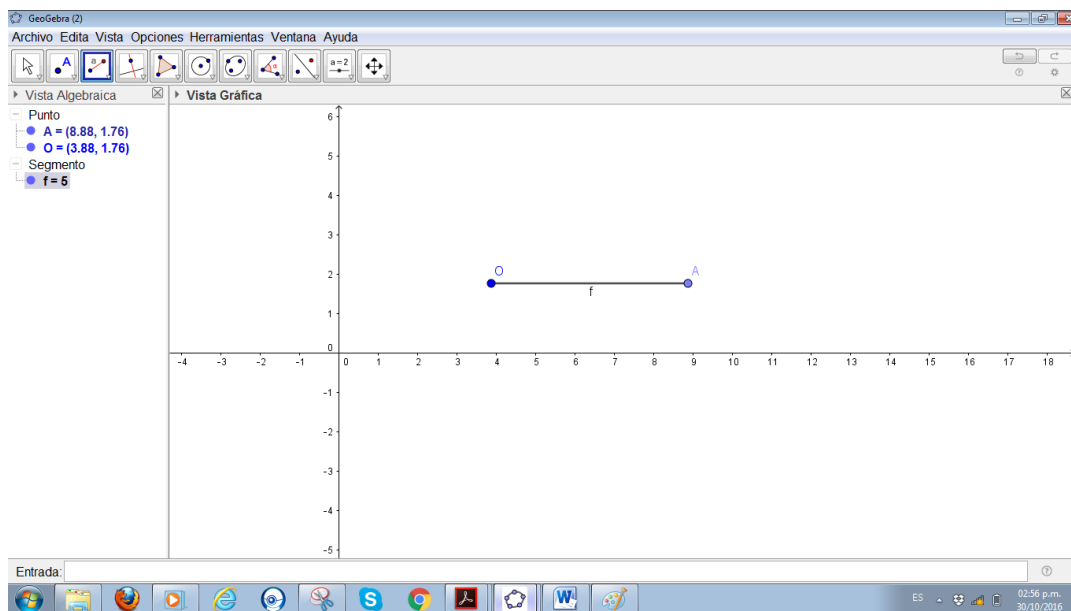 GeoGebra (2)
Archivo Edita Vista Opciones Herramientas Ventana Ayuda
A
a
α
a = 2
Vista Algebraica
Vista Gráfica
Punto
A = (8.88, 1.76)
O = (3.88, 1.76)
Segmento
f = 5
6
5
4
3
2
1
0
-1
-2
-3
-4
-5
-4 -3 -2 -1 0 1 2 3 4 5 6 7 8 9 10 11 12 13 14 15 16 17 18
O
A
f
Entrada:
ES
02:56 p.m.
30/10/2016